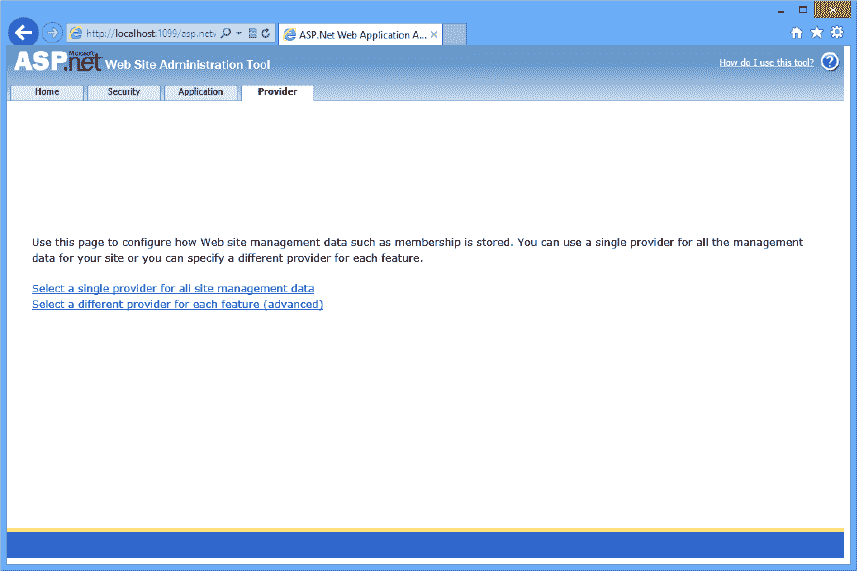 http://localhost:1099/asp.netv
ASP.Net Web Application A...
Microsoft
ASP.net Web Site Administration Tool
How do I use this tool?
Home
Security
Application
Provider
Use this page to configure how Web site management data such as membership is stored. You can use a single provider for all the management
data for your site or you can specify a different provider for each feature.
Select a single provider for all site management data
Select a different provider for each feature (advanced)